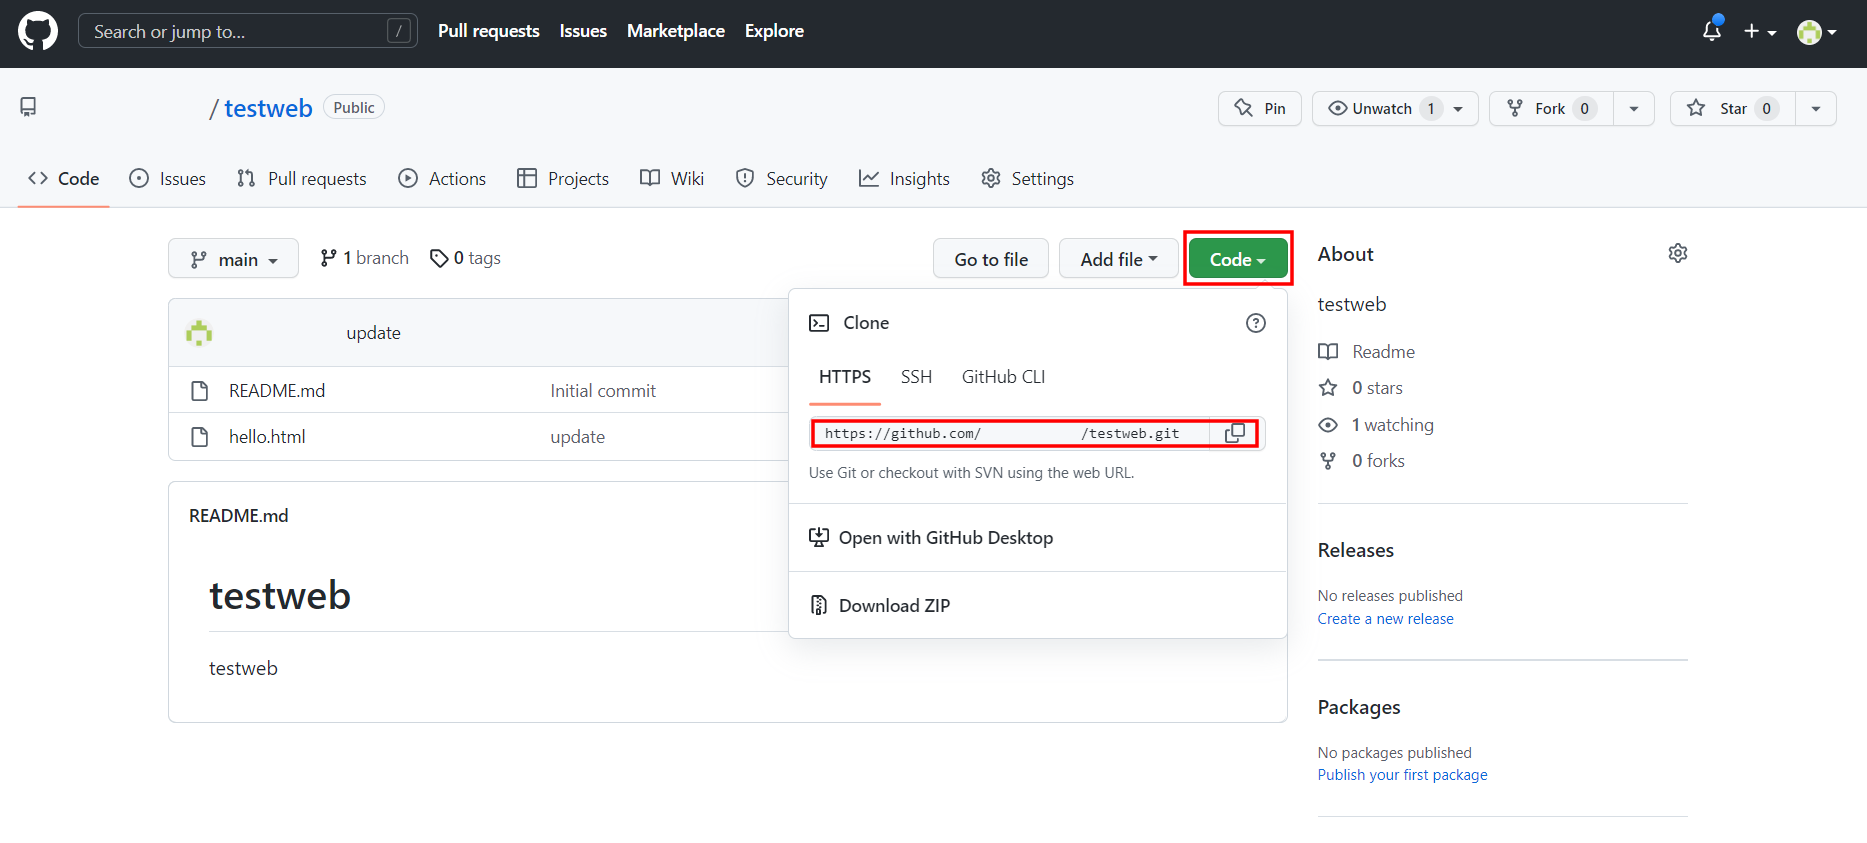 Search or jump to... /
Pull requests Issues Marketplace Explore
/ testweb Public
Pin Unwatch 1 Fork 0 Star 0
Code Issues Pull requests Actions Projects Wiki Security Insights Settings
main 1 branch 0 tags Go to file Add file Code
update
README.md Initial commit
hello.html update
README.md
testweb
testweb
Clone
HTTPS SSH GitHub CLI
https://github.com/ /testweb.git
Use Git or checkout with SVN using the web URL.
Open with GitHub Desktop
Download ZIP
About
testweb
Readme
0 stars
1 watching
0 forks
Releases
No releases published
Create a new release
Packages
No packages published
Publish your first package